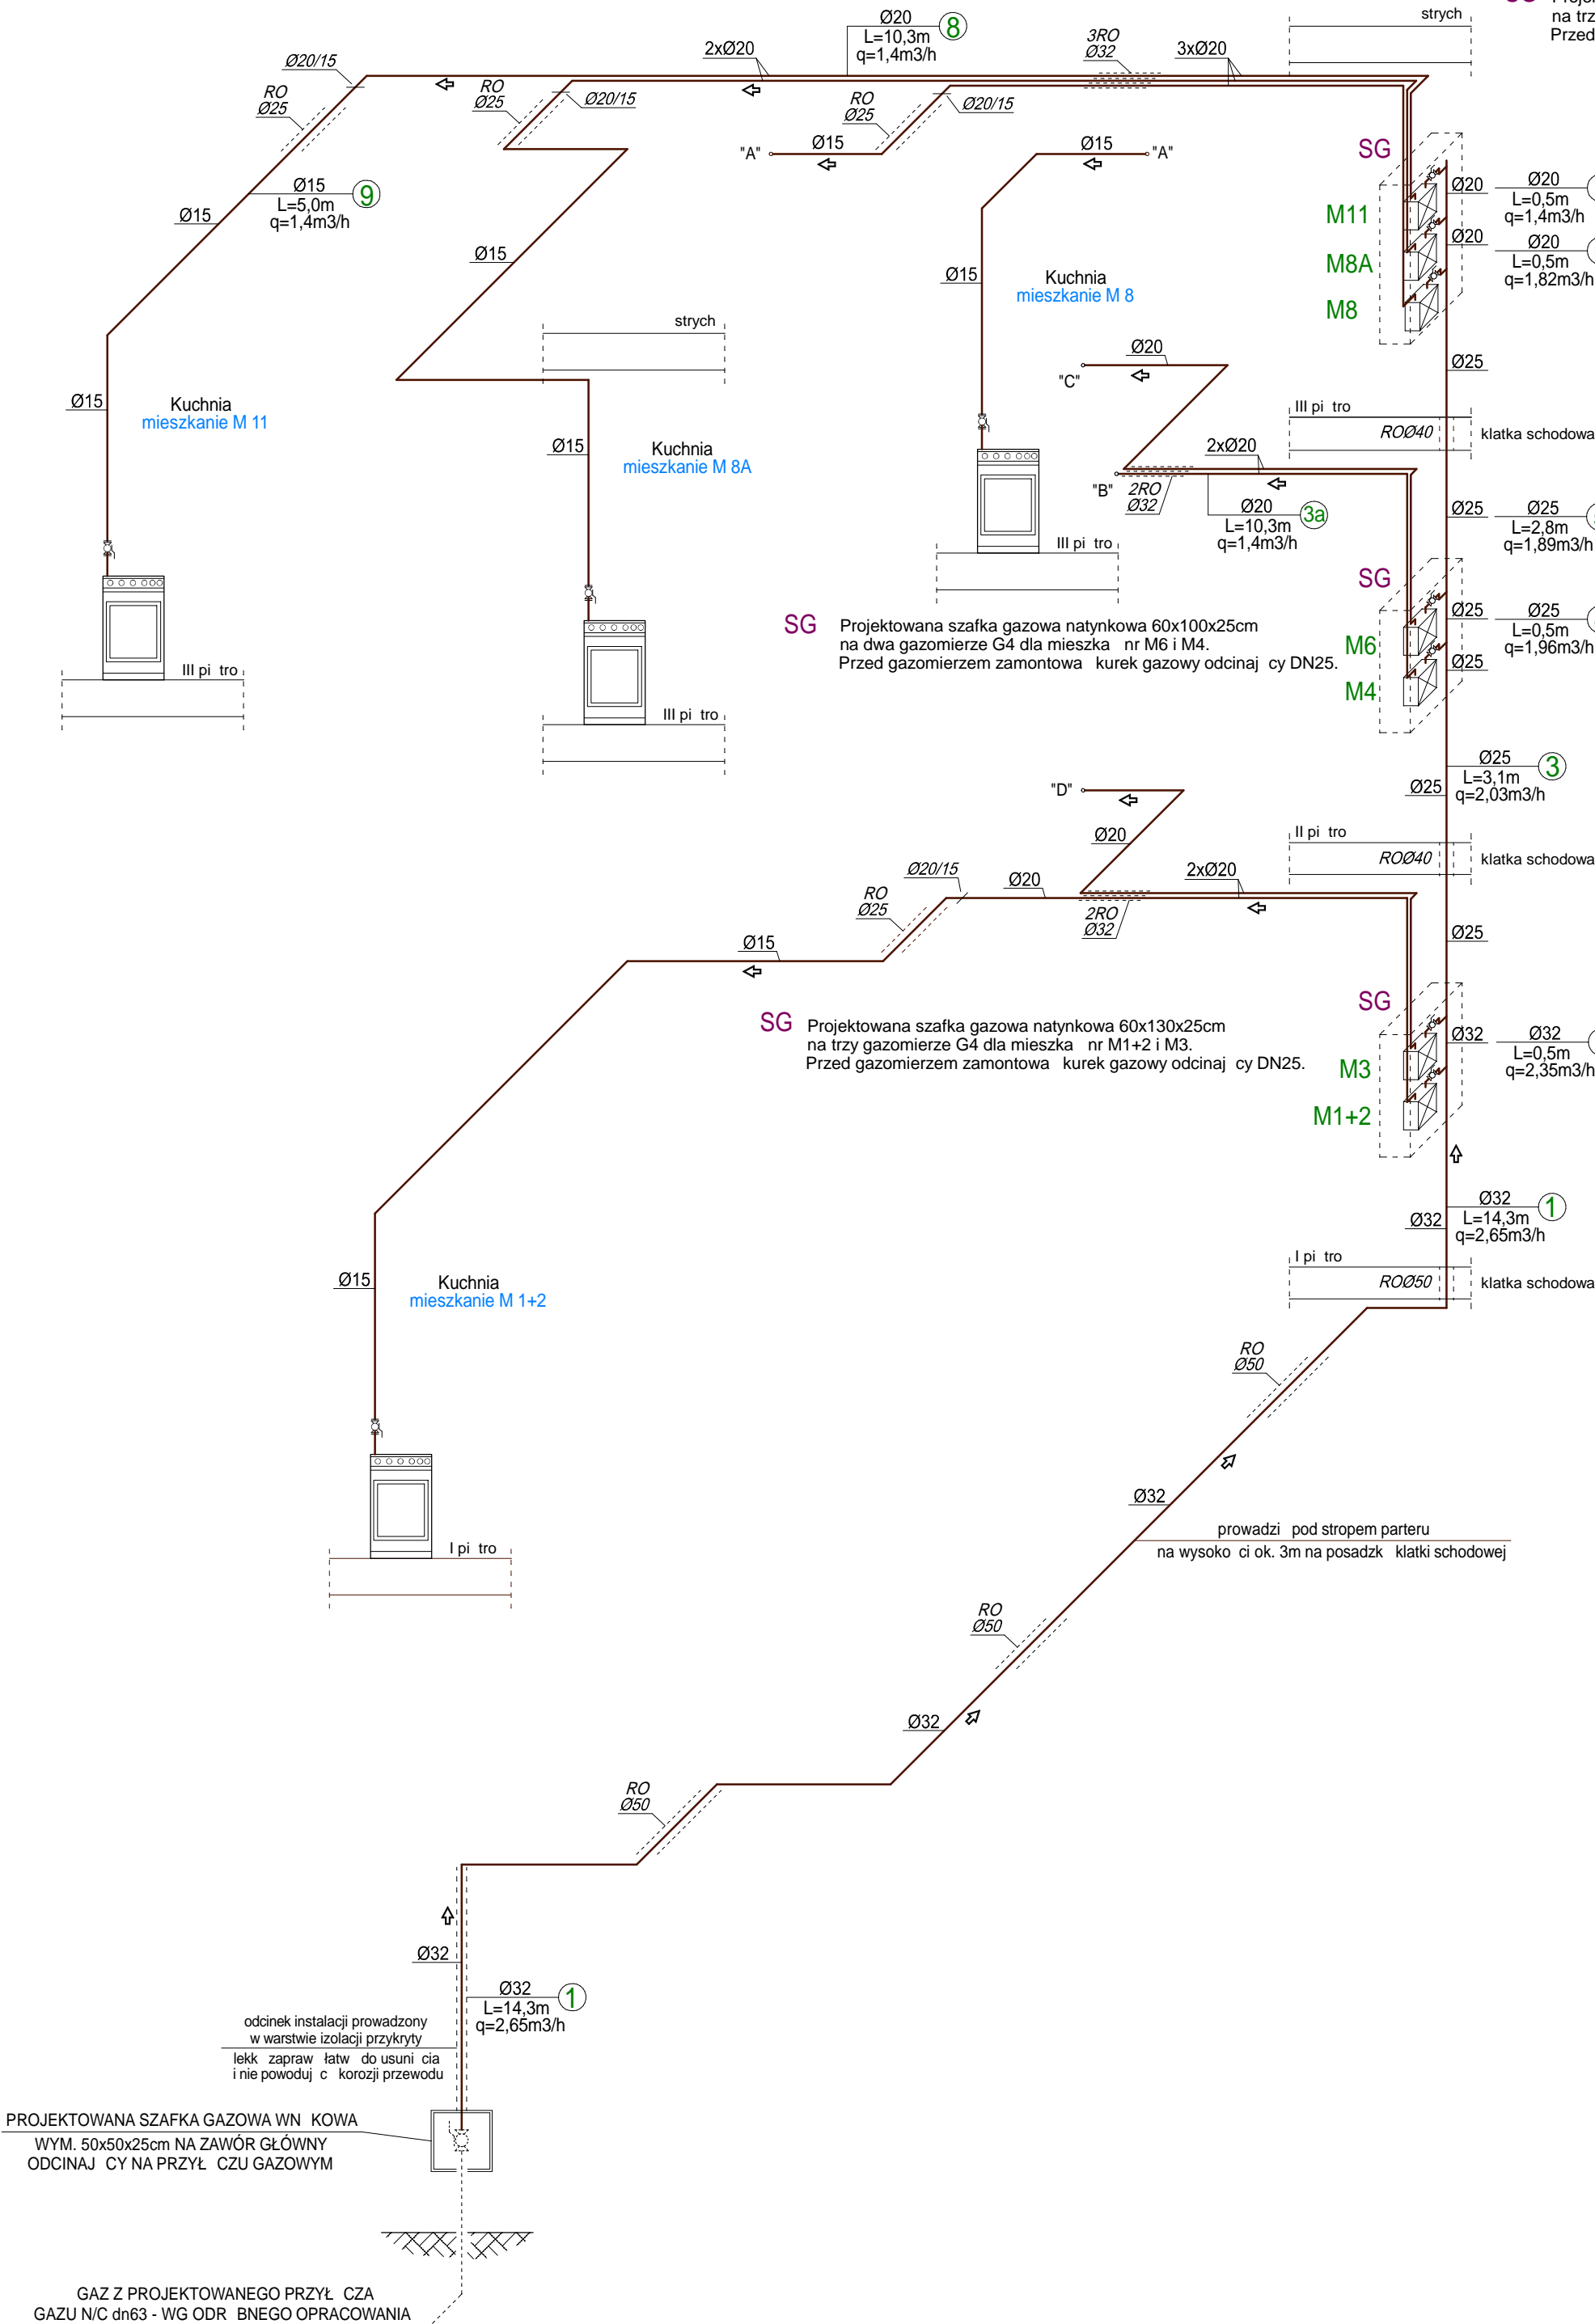 strych
SG Projek
na trz
Przed
Ø20 8
L=10,3m
q=1,4m3/h
2xØ20
3RO
Ø32
3xØ20
Ø20/15
RO
Ø25
RO
Ø25
Ø20/15
RO
Ø25
Ø20/15
"A"
Ø15
Ø15
"A"
SG
Ø15 9
L=5,0m
q=1,4m3/h
Ø15
Ø20
Ø20
L=0,5m
q=1,4m3/h
M11
Ø20
Ø20
L=0,5m
q=1,82m3/h
M8A
M8
Ø15
Ø15
Kuchnia
mieszkanie M 8
strych
Ø20
"C"
Ø25
Ø15
Kuchnia
mieszkanie M 11
III pi tro
ROØ40
klatka schodowa
Ø15
Kuchnia
mieszkanie M 8A
2xØ20
"B"
2RO
Ø32
Ø20 3a
L=10,3m
q=1,4m3/h
Ø25
Ø25
L=2,8m
q=1,89m3/h
III pi tro
SG
SG Projektowana szafka gazowa natynkowa 60x100x25cm
na dwa gazomierze G4 dla mieszka nr M6 i M4.
Przed gazomierzem zamontowa kurek gazowy odcinaj cy DN25.
Ø25
Ø25
L=0,5m
q=1,96m3/h
M6
Ø25
M4
III pi tro
III pi tro
Ø25 3
L=3,1m
q=2,03m3/h
Ø25
"D"
Ø20
II pi tro
ROØ40
klatka schodowa
Ø20/15
RO
Ø25
Ø20
2xØ20
2RO
Ø32
Ø15
Ø25
SG
SG Projektowana szafka gazowa natynkowa 60x130x25cm
na trzy gazomierze G4 dla mieszka nr M1+2 i M3.
Przed gazomierzem zamontowa kurek gazowy odcinaj cy DN25.
Ø32
Ø32
L=0,5m
q=2,35m3/h
M3
M1+2
Ø32 1
L=14,3m
q=2,65m3/h
Ø32
I pi tro
ROØ50
klatka schodowa
Ø15
Kuchnia
mieszkanie M 1+2
RO
Ø50
Ø32
prowadzi pod stropem parteru
na wysoko ci ok. 3m na posadzk klatki schodowej
I pi tro
RO
Ø50
Ø32
RO
Ø50
Ø32
Ø32 1
L=14,3m
q=2,65m3/h
odcinek instalacji prowadzony
w warstwie izolacji przykryty
lekk zapraw łatw do usuni cia
i nie powoduj c korozji przewodu
PROJEKTOWANA SZAFKA GAZOWA WN KOWA
WYM. 50x50x25cm NA ZAWÓR GŁÓWNY
ODCINAJ CY NA PRZYŁ CZU GAZOWYM
GAZ Z PROJEKTOWANEGO PRZYŁ CZA
GAZU N/C dn63 - WG ODR BNEGO OPRACOWANIA